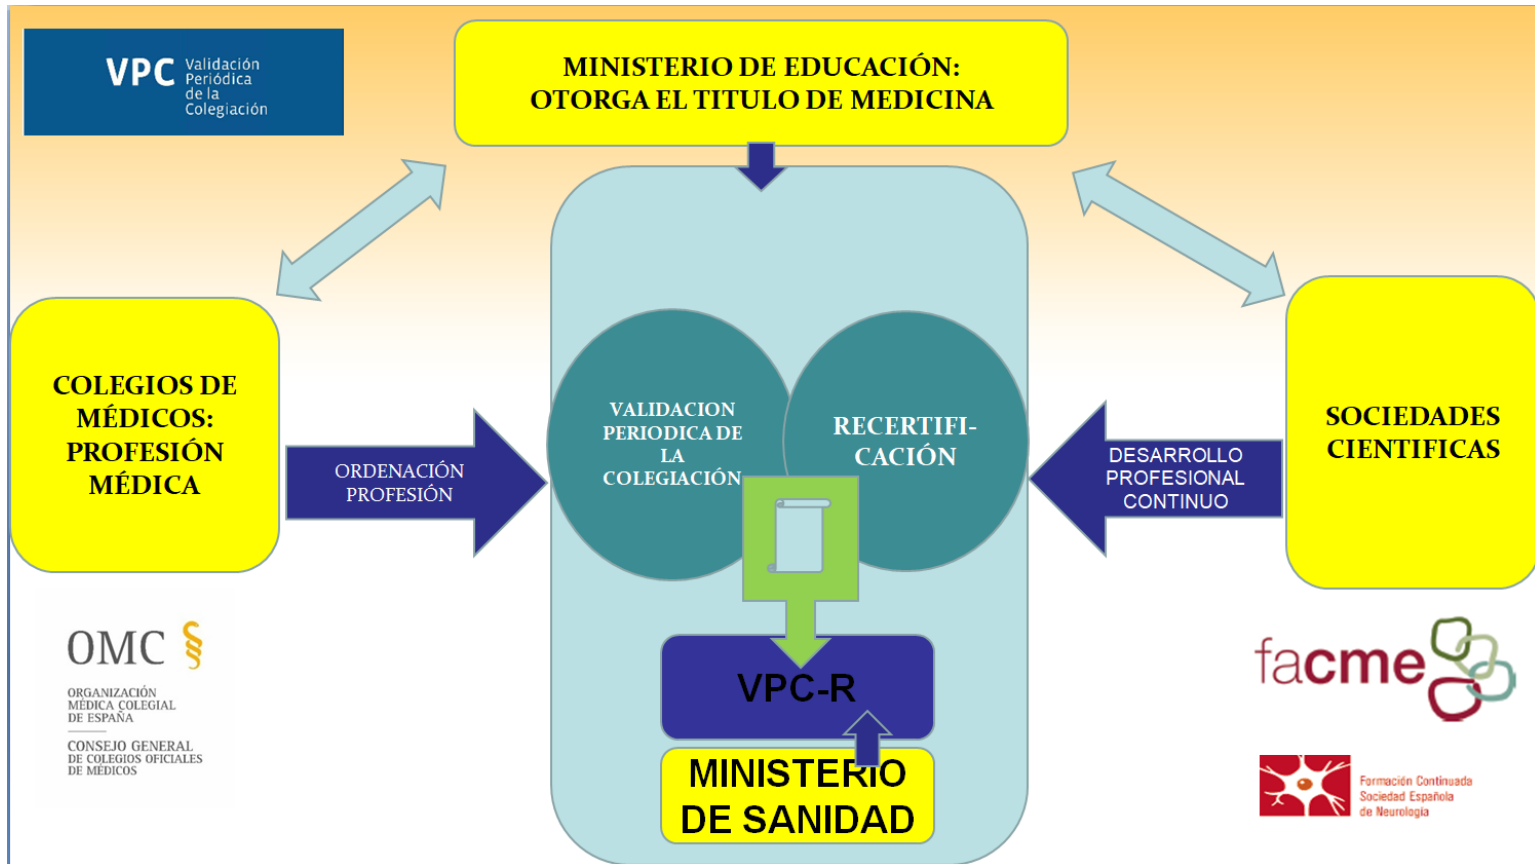 VPC Validación
Periódica
de la
Colegiación
MINISTERIO DE EDUCACIÓN:
OTORGA EL TITULO DE MEDICINA
COLEGIOS DE
MÉDICOS:
PROFESIÓN
MÉDICA
ORDENACIÓN
PROFESIÓN
VALIDACION
PERIODICA DE
LA
COLEGIACIÓN
RECERTIFI-
CACIÓN
DESARROLLO
PROFESIONAL
CONTINUO
SOCIEDADES
CIENTIFICAS
VPC-R
MINISTERIO
DE SANIDAD
OMC
ORGANIZACIÓN
MÉDICA COLEGIAL
DE ESPAÑA
CONSEJO GENERAL
DE COLEGIOS OFICIALES
DE MÉDICOS
facme
Formación Continuada
Sociedad Española
de Neurología